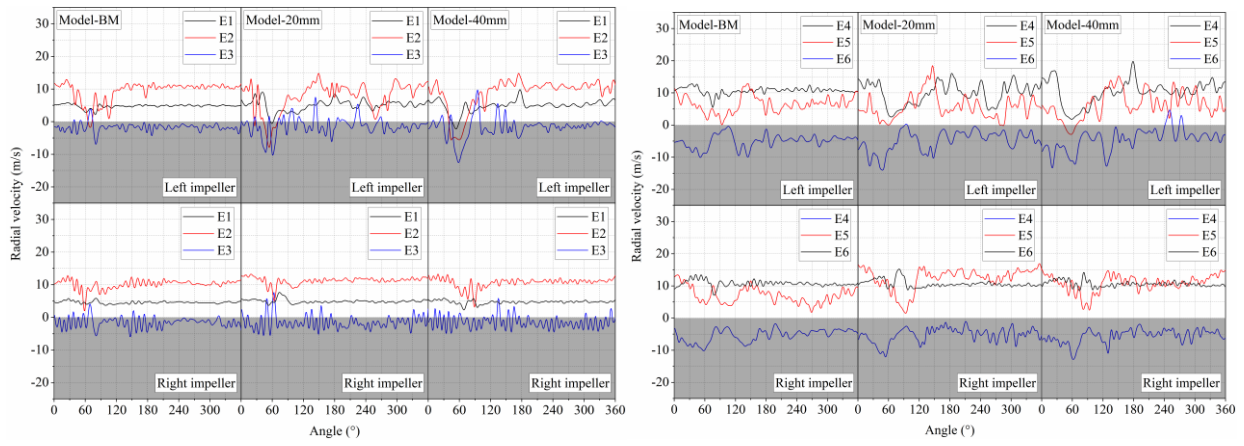 Model-BM
E1
E2
E3
Model-20mm
E1
E2
E3
Model-40mm
E1
E2
E3
30
20
10
0
-10
-20
Left impeller
Left impeller
Left impeller
E1
E2
E3
E1
E2
E3
E1
E2
E3
30
20
10
0
-10
-20
Right impeller
Right impeller
Right impeller
Radial velocity (m/s)
0 60 120 180 240 300 0 60 120 180 240 300 0 60 120 180 240 300 360
Angle (°)
Model-BM
E4
E5
E6
Model-20mm
E4
E5
E6
Model-40mm
E4
E5
E6
30
20
10
0
-10
-20
Left impeller
Left impeller
Left impeller
E4
E5
E6
E4
E5
E6
E4
E5
E6
30
20
10
0
-10
-20
Right impeller
Right impeller
Right impeller
Radial velocity (m/s)
0 60 120 180 240 300 0 60 120 180 240 300 0 60 120 180 240 300 360
Angle (°)